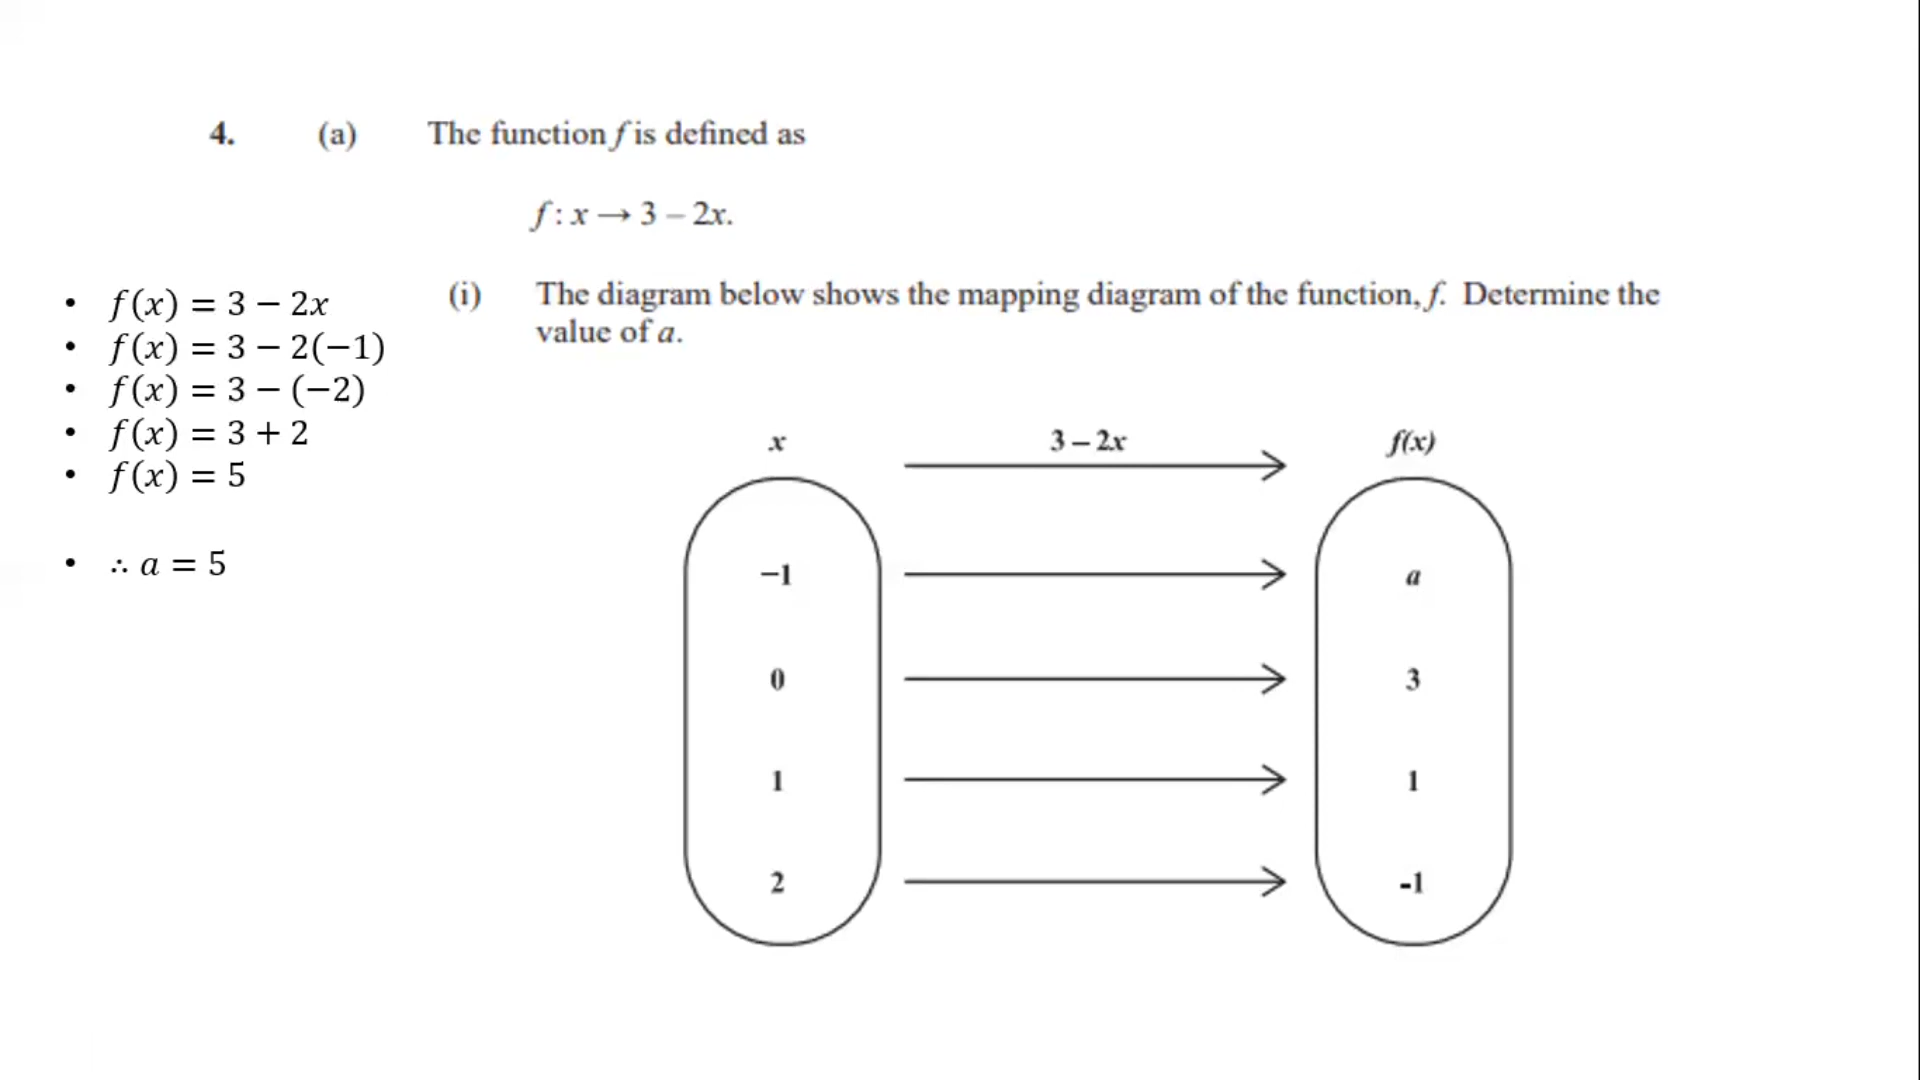 4. (a) The function f is defined as
f : x → 3 – 2x.
(i) The diagram below shows the mapping diagram of the function, f. Determine the
value of a.
• f(x) = 3 − 2x
• f(x) = 3 − 2(−1)
• f(x) = 3 − (−2)
• f(x) = 3 + 2
• f(x) = 5
• ∴ a = 5
x 3 – 2x f(x)
–1 a
0 3
1 1
2 -1